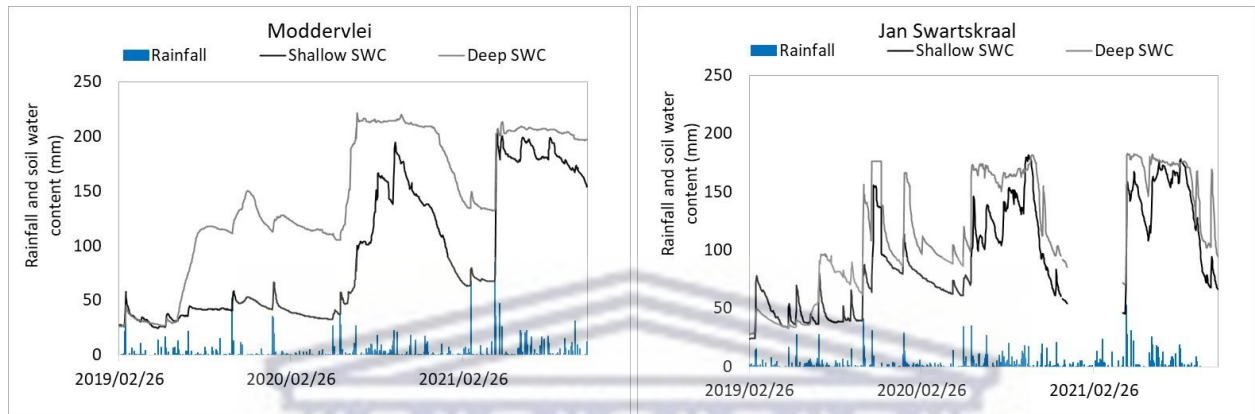 Moddervlei
Rainfall Shallow SWC Deep SWC
Rainfall and soil water
content (mm)
250
200
150
100
50
0
2019/02/26 2020/02/26 2021/02/26
Jan Swartskraal
Rainfall Shallow SWC Deep SWC
Rainfall and soil water
content (mm)
250
200
150
100
50
0
2019/02/26 2020/02/26 2021/02/26